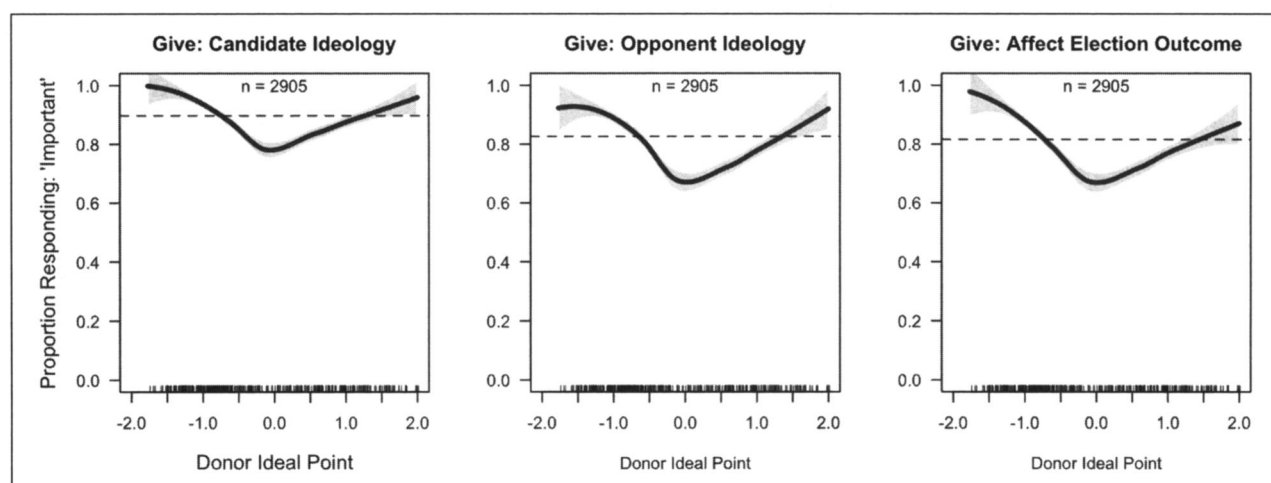 Give: Candidate Ideology
Give: Opponent Ideology
Give: Affect Election Outcome
n = 2905
n = 2905
n = 2905
Proportion Responding: 'Important'
1.0
0.8
0.6
0.4
0.2
0.0
1.0
0.8
0.6
0.4
0.2
0.0
1.0
0.8
0.6
0.4
0.2
0.0
-2.0 -1.0 0.0 1.0 2.0
-2.0 -1.0 0.0 1.0 2.0
-2.0 -1.0 0.0 1.0 2.0
Donor Ideal Point
Donor Ideal Point
Donor Ideal Point